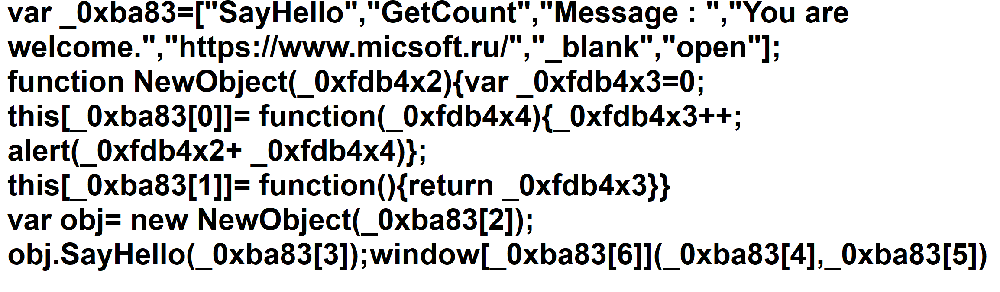 var _0xba83=["SayHello","GetCount","Message : ","You are
welcome.","https://www.micsoft.ru/","_blank","open"];
function NewObject(_0xfdb4x2){var _0xfdb4x3=0;
this[_0xba83[0]]= function(_0xfdb4x4){_0xfdb4x3++;
alert(_0xfdb4x2+ _0xfdb4x4)};
this[_0xba83[1]]= function(){return _0xfdb4x3}}
var obj= new NewObject(_0xba83[2]);
obj.SayHello(_0xba83[3]);window[_0xba83[6]](_0xba83[4],_0xba83[5])